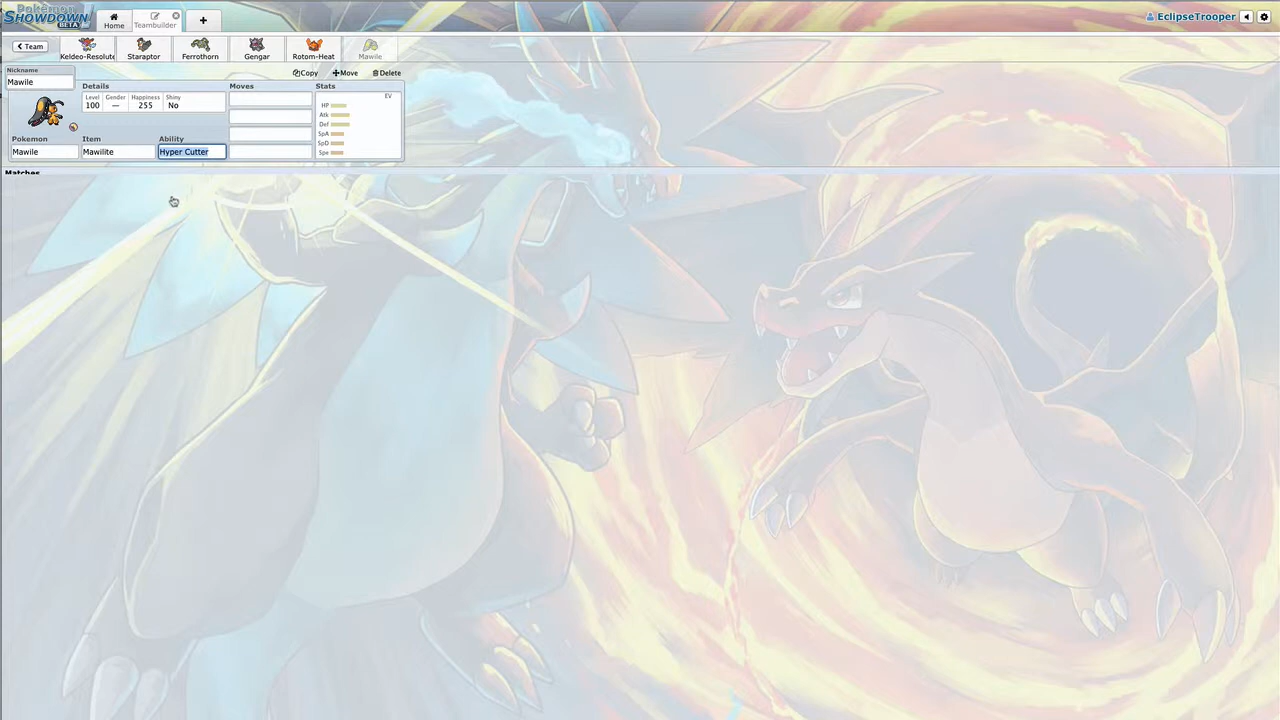 Pokémon
SHOWDOWN
BETA
Home
Teambuilder
+
EclipseTrooper
< Team
Keldeo-Resolute
Staraptor
Ferrothorn
Gengar
Rotom-Heat
Mawile
Copy
Move
Delete
Nickname
Mawile
Details
Level
Gender
Happiness
Shiny
100
—
255
No
Moves
Stats
EV
HP
Atk
Def
SpA
SpD
Spe
Pokemon
Item
Ability
Mawile
Mawilite
Hyper Cutter
Matches